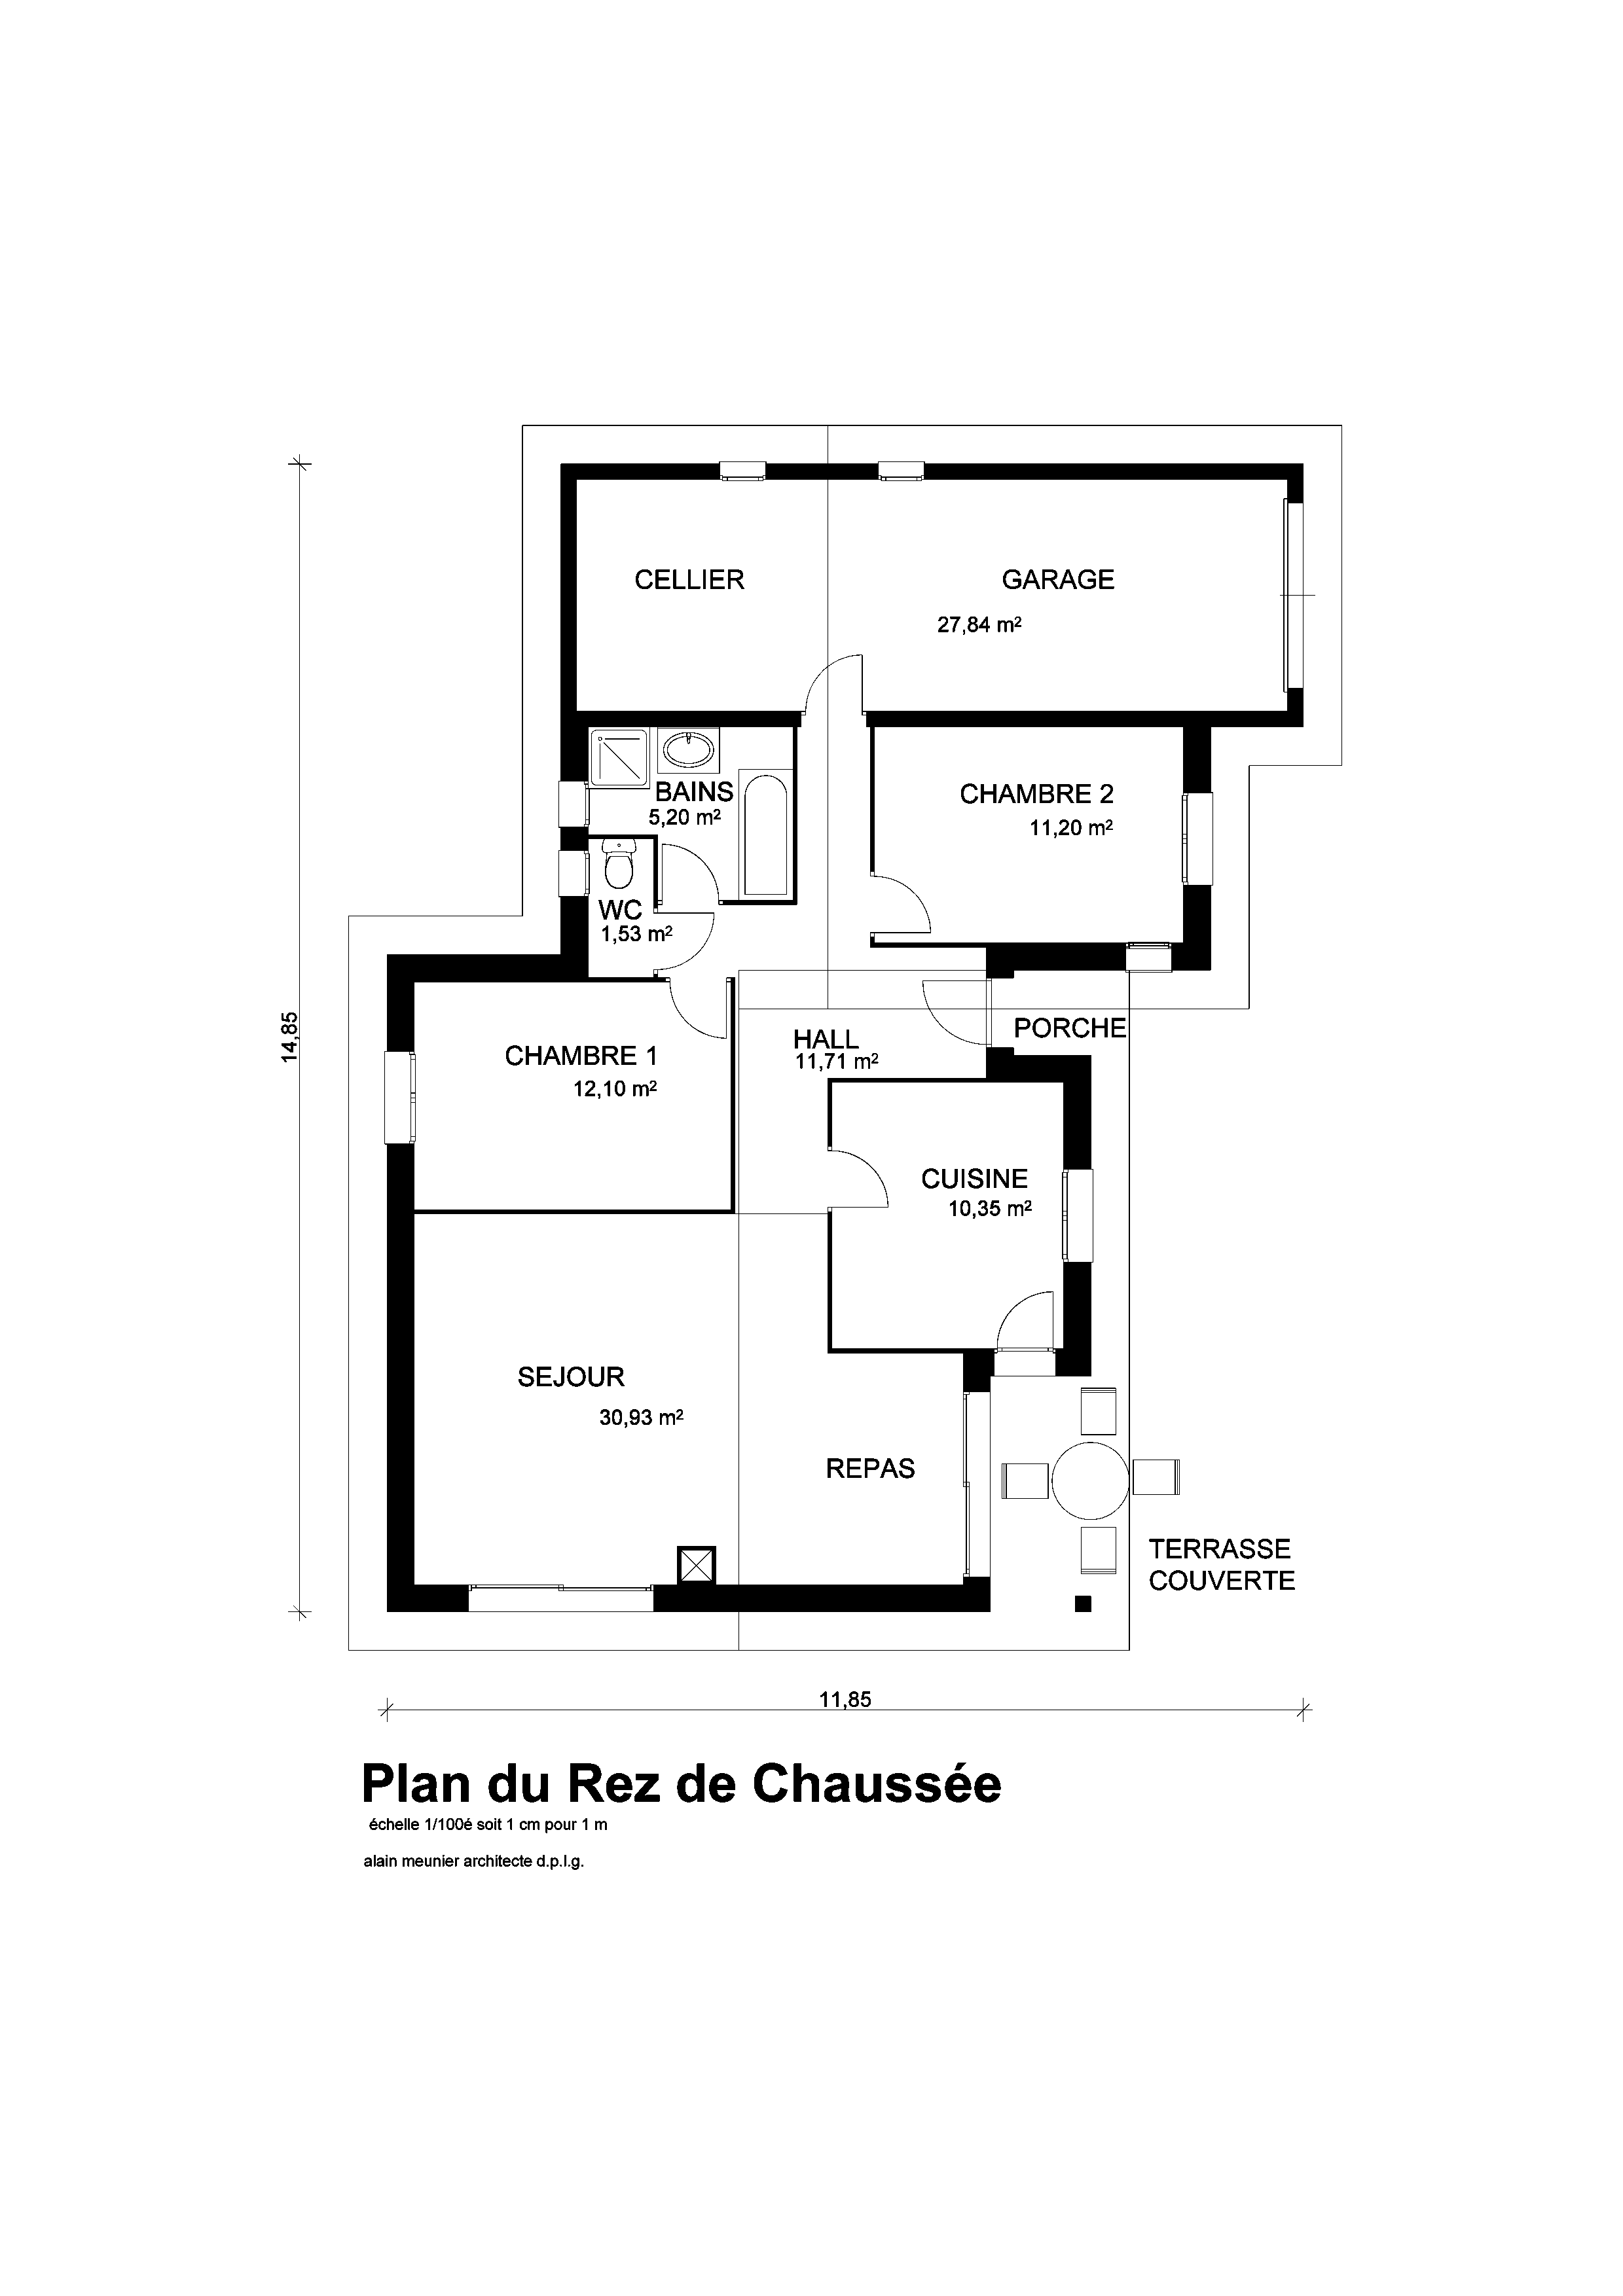 CELLIER
GARAGE
27,84 m²
BAINS
5,20 m²
CHAMBRE 2
11,20 m²
WC
1,53 m²
14,85
HALL
11,71 m²
PORCHE
CHAMBRE 1
12,10 m²
CUISINE
10,35 m²
SEJOUR
30,93 m²
REPAS
TERRASSE
COUVERTE
11,85
Plan du Rez de Chaussée
échelle 1/100é soit 1 cm pour 1 m
alain meunier architecte d.p.l.g.